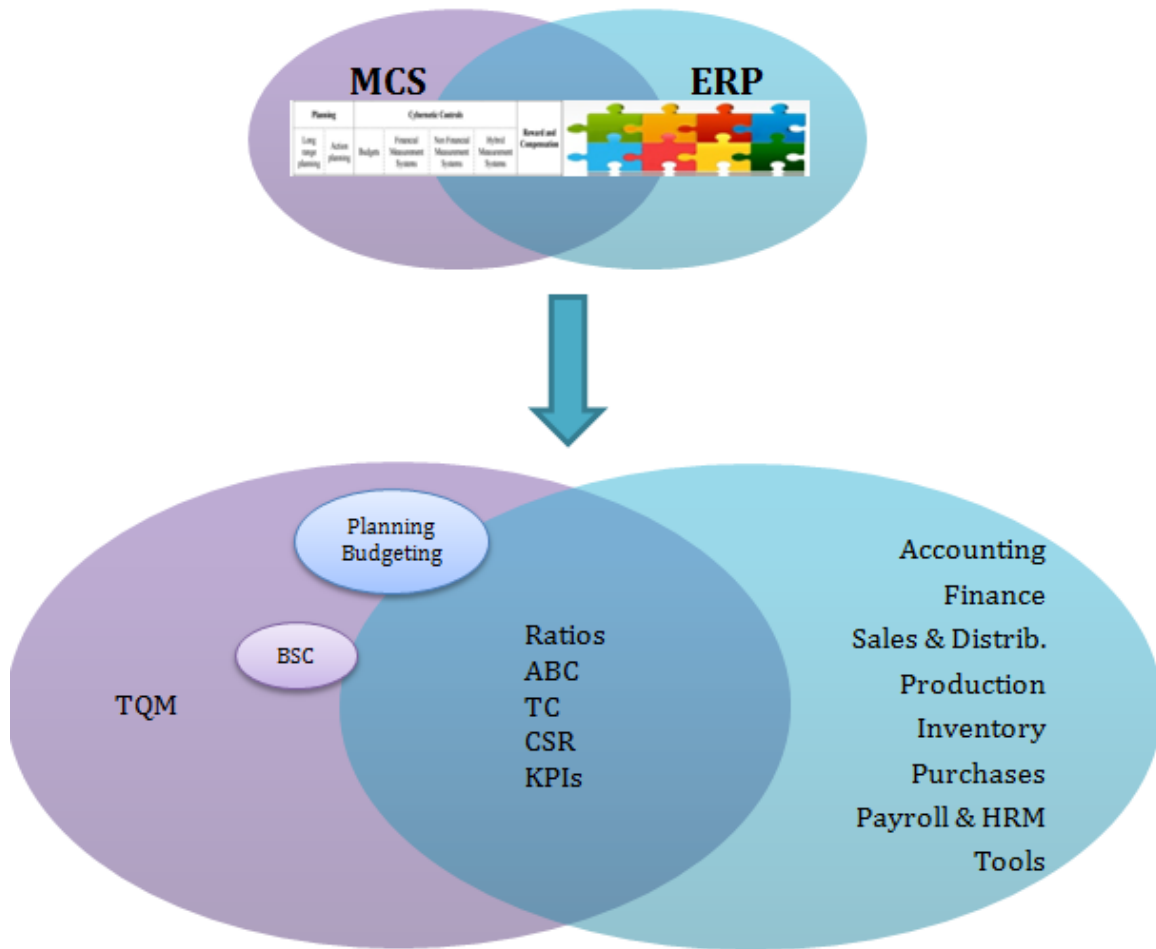 MCS
ERP
Planning
Cybernetic Controls
Reward and
Compensation
Long
range
planning
Action
planning
Budgets
Financial
Measurement
Systems
Non Financial
Measurement
Systems
Hybrid
Measurement
Systems
Planning
Budgeting
BSC
TQM
Ratios
ABC
TC
CSR
KPIs
Accounting
Finance
Sales & Distrib.
Production
Inventory
Purchases
Payroll & HRM
Tools